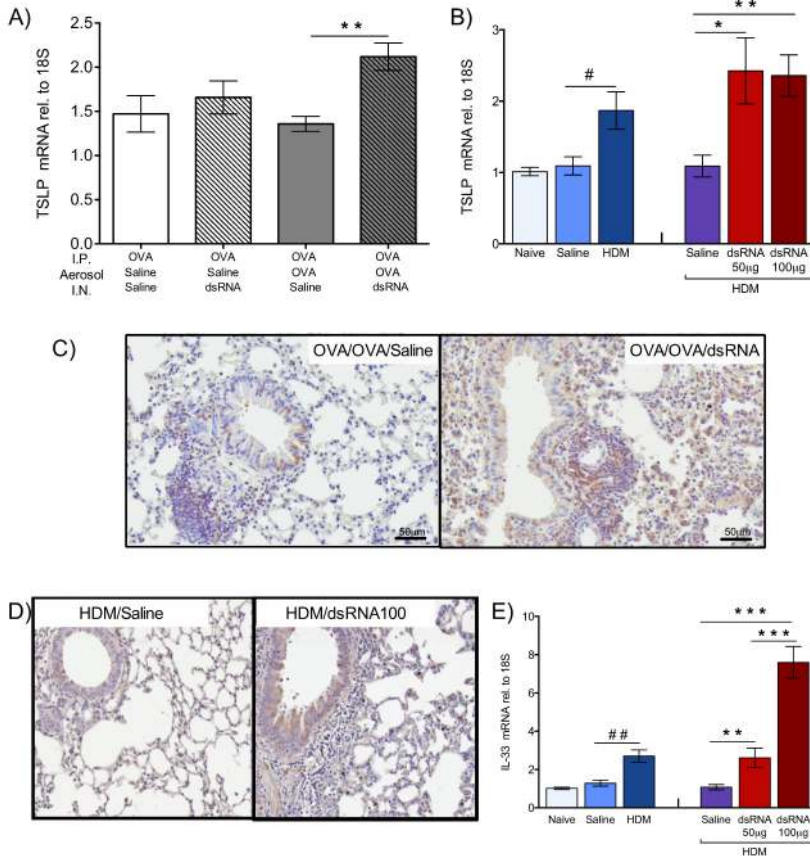 A)
TSLP mRNA rel. to 18S
2.5
2.0
1.5
1.0
0.5
0.0
* *
I.P. OVA OVA OVA OVA
Aerosol Saline Saline OVA OVA
I.N. Saline dsRNA Saline dsRNA
B)
TSLP mRNA rel. to 18S
3
2
1
#
*
* *
Naive Saline HDM Saline dsRNA 50µg dsRNA 100µg
HDM
C)
OVA/OVA/Saline
50µm
OVA/OVA/dsRNA
50µm
D)
HDM/Saline
HDM/dsRNA100
E)
IL-33 mRNA rel. to 18S
10
8
6
4
2
0
# #
* *
* * *
* * *
Naive Saline HDM Saline dsRNA 50µg dsRNA 100µg
HDM